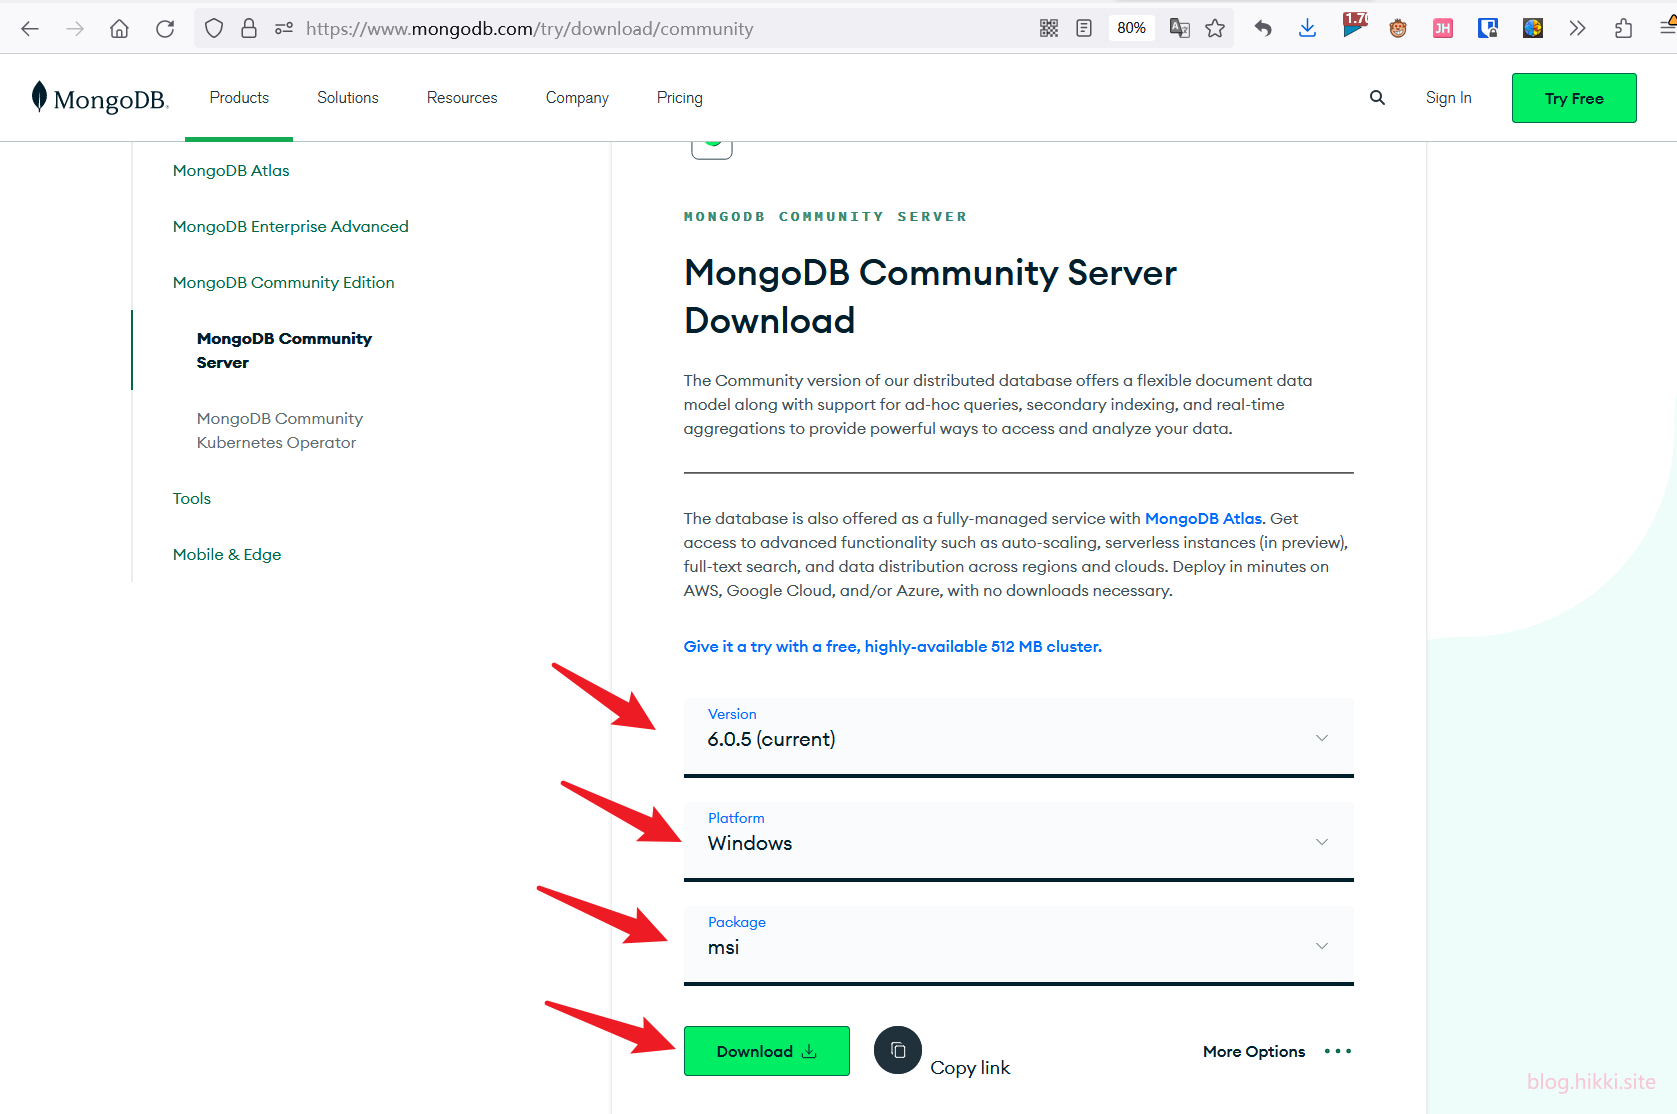 https://www.mongodb.com/try/download/community
80%
1.70
JH
MongoDB.
Products
Solutions
Resources
Company
Pricing
Sign In
Try Free
MongoDB Atlas
MongoDB Enterprise Advanced
MongoDB Community Edition
MongoDB Community
Server
MongoDB Community
Kubernetes Operator
Tools
Mobile & Edge
MONGODB COMMUNITY SERVER
MongoDB Community Server
Download
The Community version of our distributed database offers a flexible document data
model along with support for ad-hoc queries, secondary indexing, and real-time
aggregations to provide powerful ways to access and analyze your data.
The database is also offered as a fully-managed service with MongoDB Atlas. Get
access to advanced functionality such as auto-scaling, serverless instances (in preview),
full-text search, and data distribution across regions and clouds. Deploy in minutes on
AWS, Google Cloud, and/or Azure, with no downloads necessary.
Give it a try with a free, highly-available 512 MB cluster.
Version
6.0.5 (current)
Platform
Windows
Package
msi
Download
Copy link
More Options
blog.hikki.site